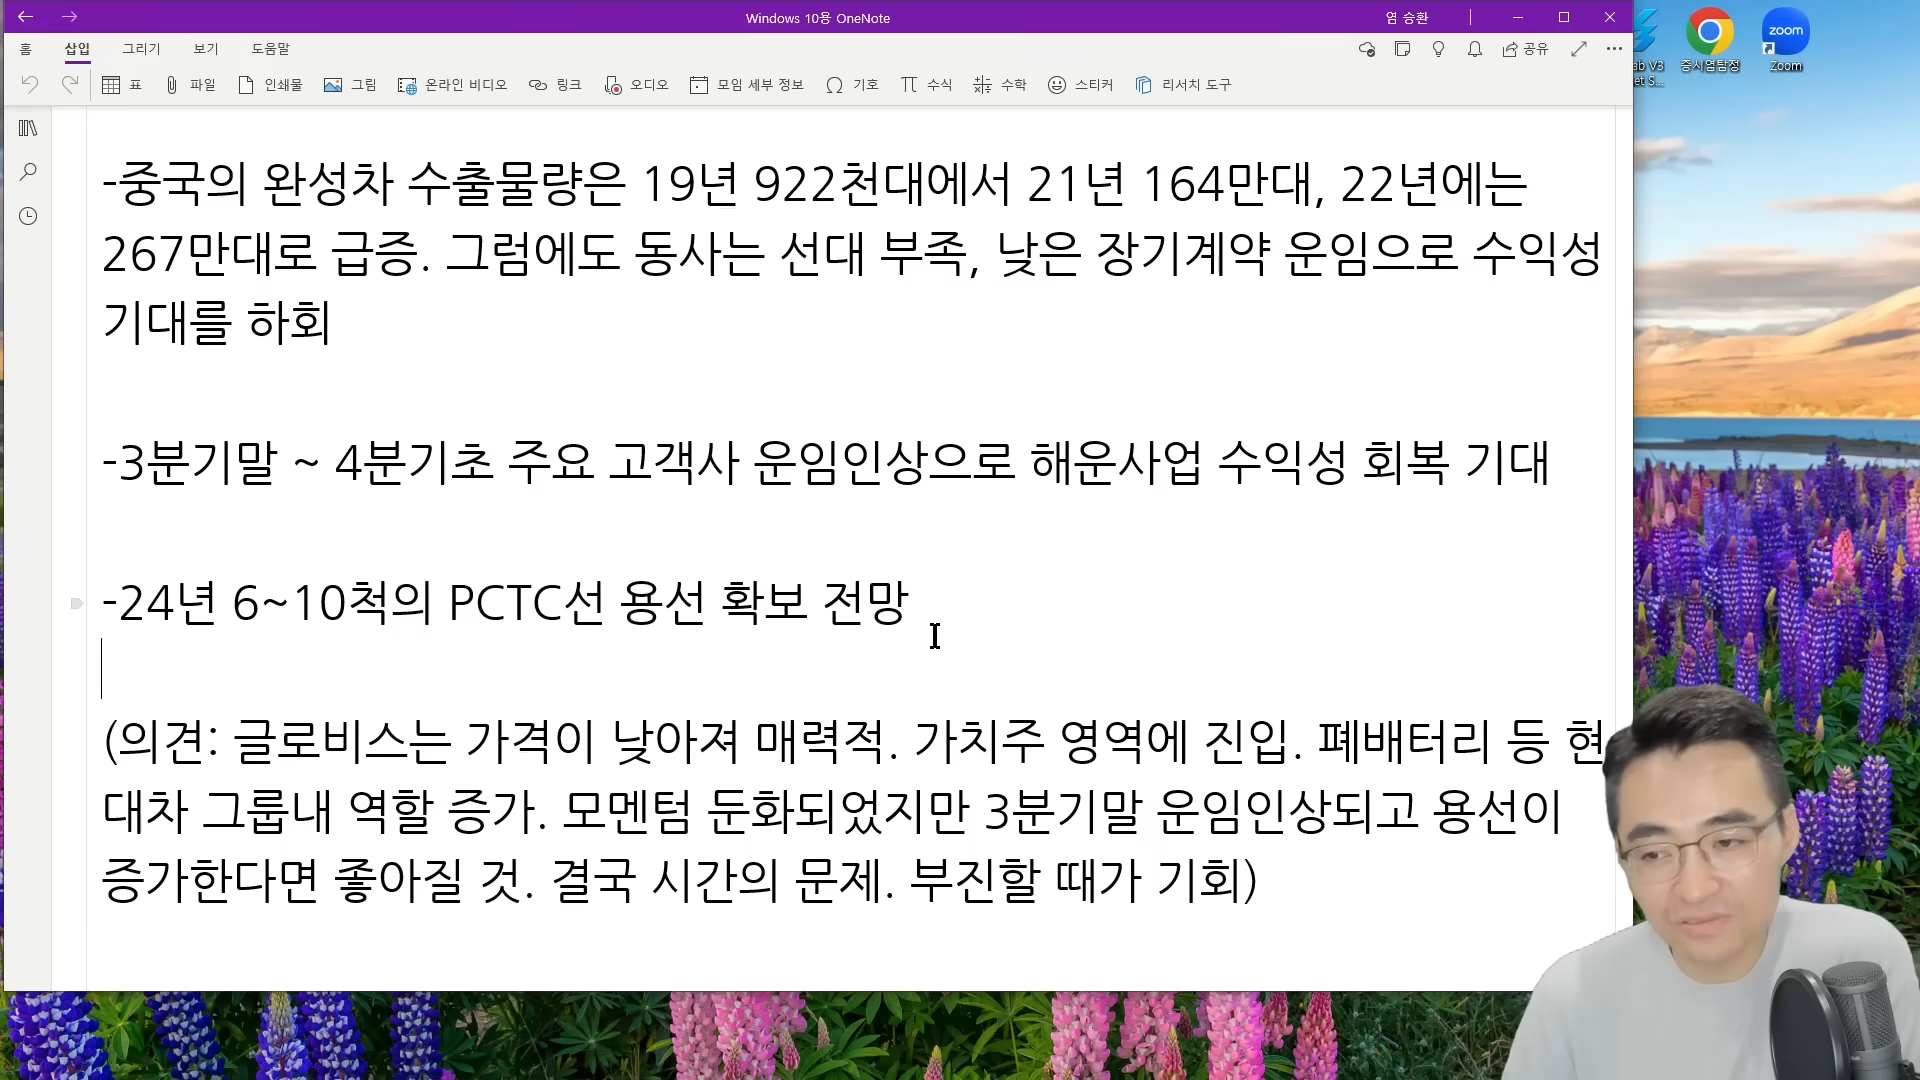 Windows 10용 OneNote
염 승환
홈 삽입 그리기 보기 도움말
공유
표 파일 인쇄물 그림 온라인 비디오 링크 오디오 모임 세부 정보 기호 수식 수학 스티커 리서치 도구
-중국의 완성차 수출물량은 19년 922천대에서 21년 164만대, 22년에는
267만대로 급증. 그럼에도 동사는 선대 부족, 낮은 장기계약 운임으로 수익성
기대를 하회
-3분기말 ~ 4분기초 주요 고객사 운임인상으로 해운사업 수익성 회복 기대
-24년 6~10척의 PCTC선 용선 확보 전망
(의견: 글로비스는 가격이 낮아져 매력적. 가치주 영역에 진입. 폐배터리 등 현
대차 그룹내 역할 증가. 모멘텀 둔화되었지만 3분기말 운임인상되고 용선이
증가한다면 좋아질 것. 결국 시간의 문제. 부진할 때가 기회)
zoom
ab V3
et S...
증시염탐정
Zoom